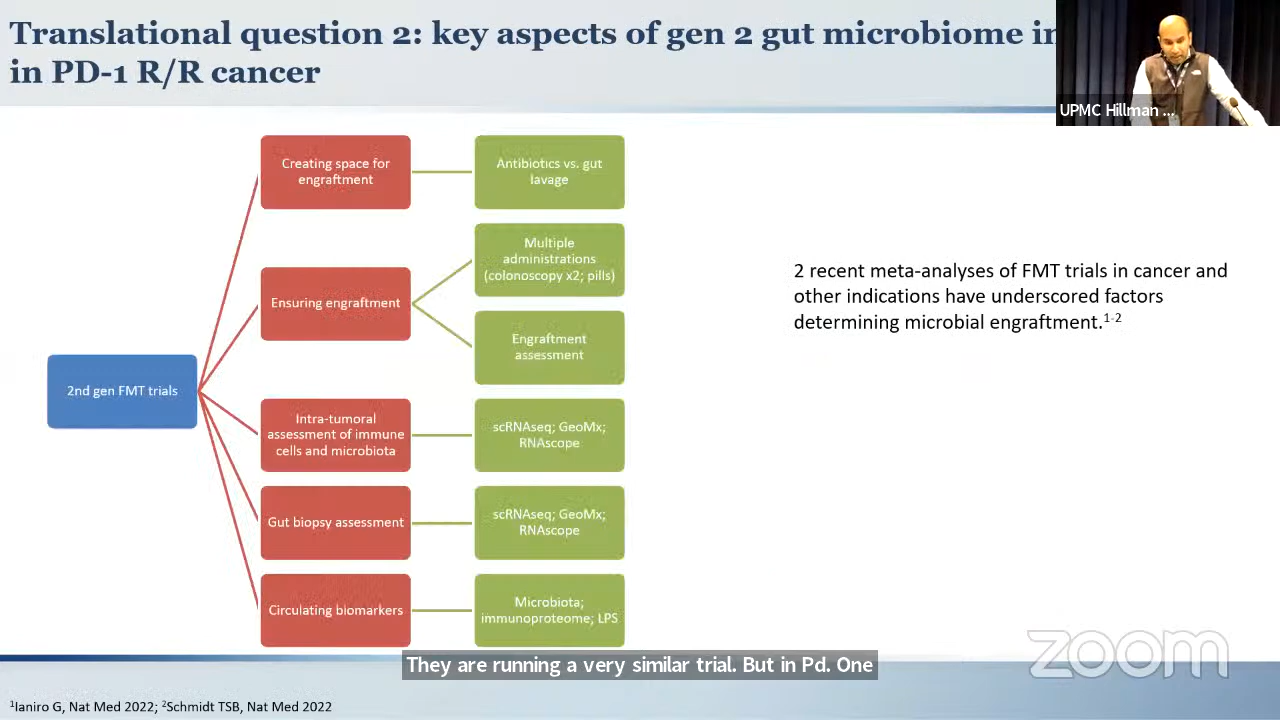 Translational question 2: key aspects of gen 2 gut microbiome in
in PD-1 R/R cancer
UPMC Hillman ...
Creating space for
engraftment
Antibiotics vs. gut
lavage
Multiple
administrations
(colonoscopy x2; pills)
Ensuring engraftment
Engraftment
assessment
2nd gen FMT trials
Intra-tumoral
assessment of immune
cells and microbiota
scRNAseq; GeoMx;
RNAscope
Gut biopsy assessment
scRNAseq; GeoMx;
RNAscope
Circulating biomarkers
Microbiota;
immunoproteome; LPS
2 recent meta-analyses of FMT trials in cancer and
other indications have underscored factors
determining microbial engraftment.1-2
zoom
They are running a very similar trial. But in Pd. One
1Ianiro G, Nat Med 2022; 2Schmidt TSB, Nat Med 2022